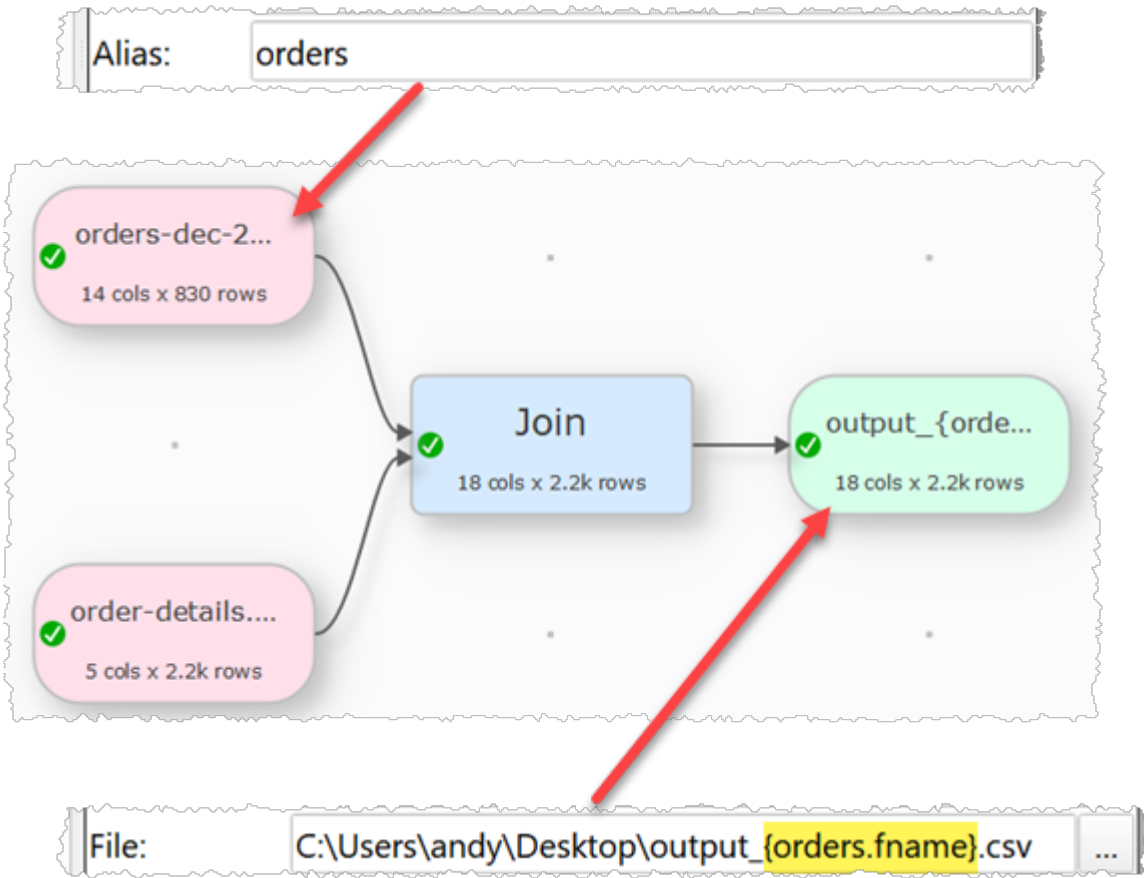 Alias: orders
orders-dec-2...
14 cols x 830 rows
Join
18 cols x 2.2k rows
output_{orde...
18 cols x 2.2k rows
order-details....
5 cols x 2.2k rows
File: C:\Users\andy\Desktop\output_{orders.fname}.csv ...